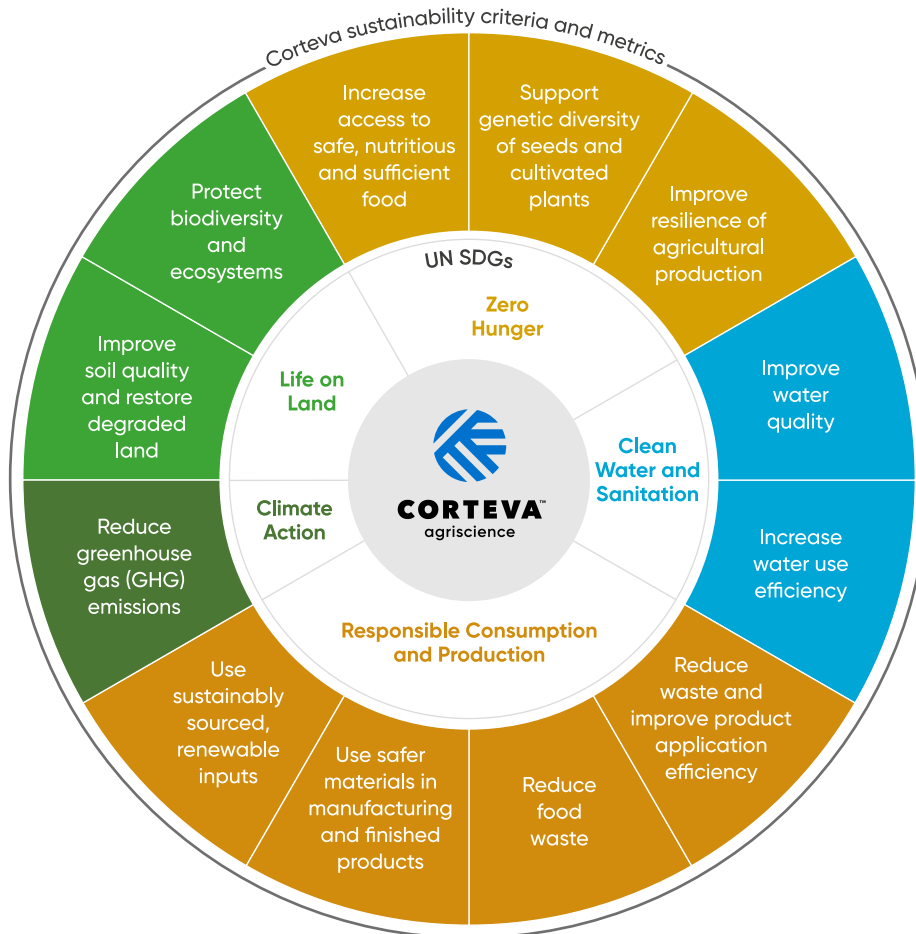 Corteva sustainability criteria and metrics
Increase
access to
safe, nutritious
and sufficient
food
Support
genetic diversity
of seeds and
cultivated
plants
Improve
resilience of
agricultural
production
Improve
water
quality
Increase
water use
efficiency
Reduce
waste and
improve product
application
efficiency
Reduce
food
waste
Use safer
materials in
manufacturing
and finished
products
Use
sustainably
sourced,
renewable
inputs
Reduce
greenhouse
gas (GHG)
emissions
Improve
soil quality
and restore
degraded
land
Protect
biodiversity
and
ecosystems
UN SDGs
Zero
Hunger
Clean
Water and
Sanitation
Responsible Consumption
and Production
Climate
Action
Life on
Land
CORTEVA™
agriscience